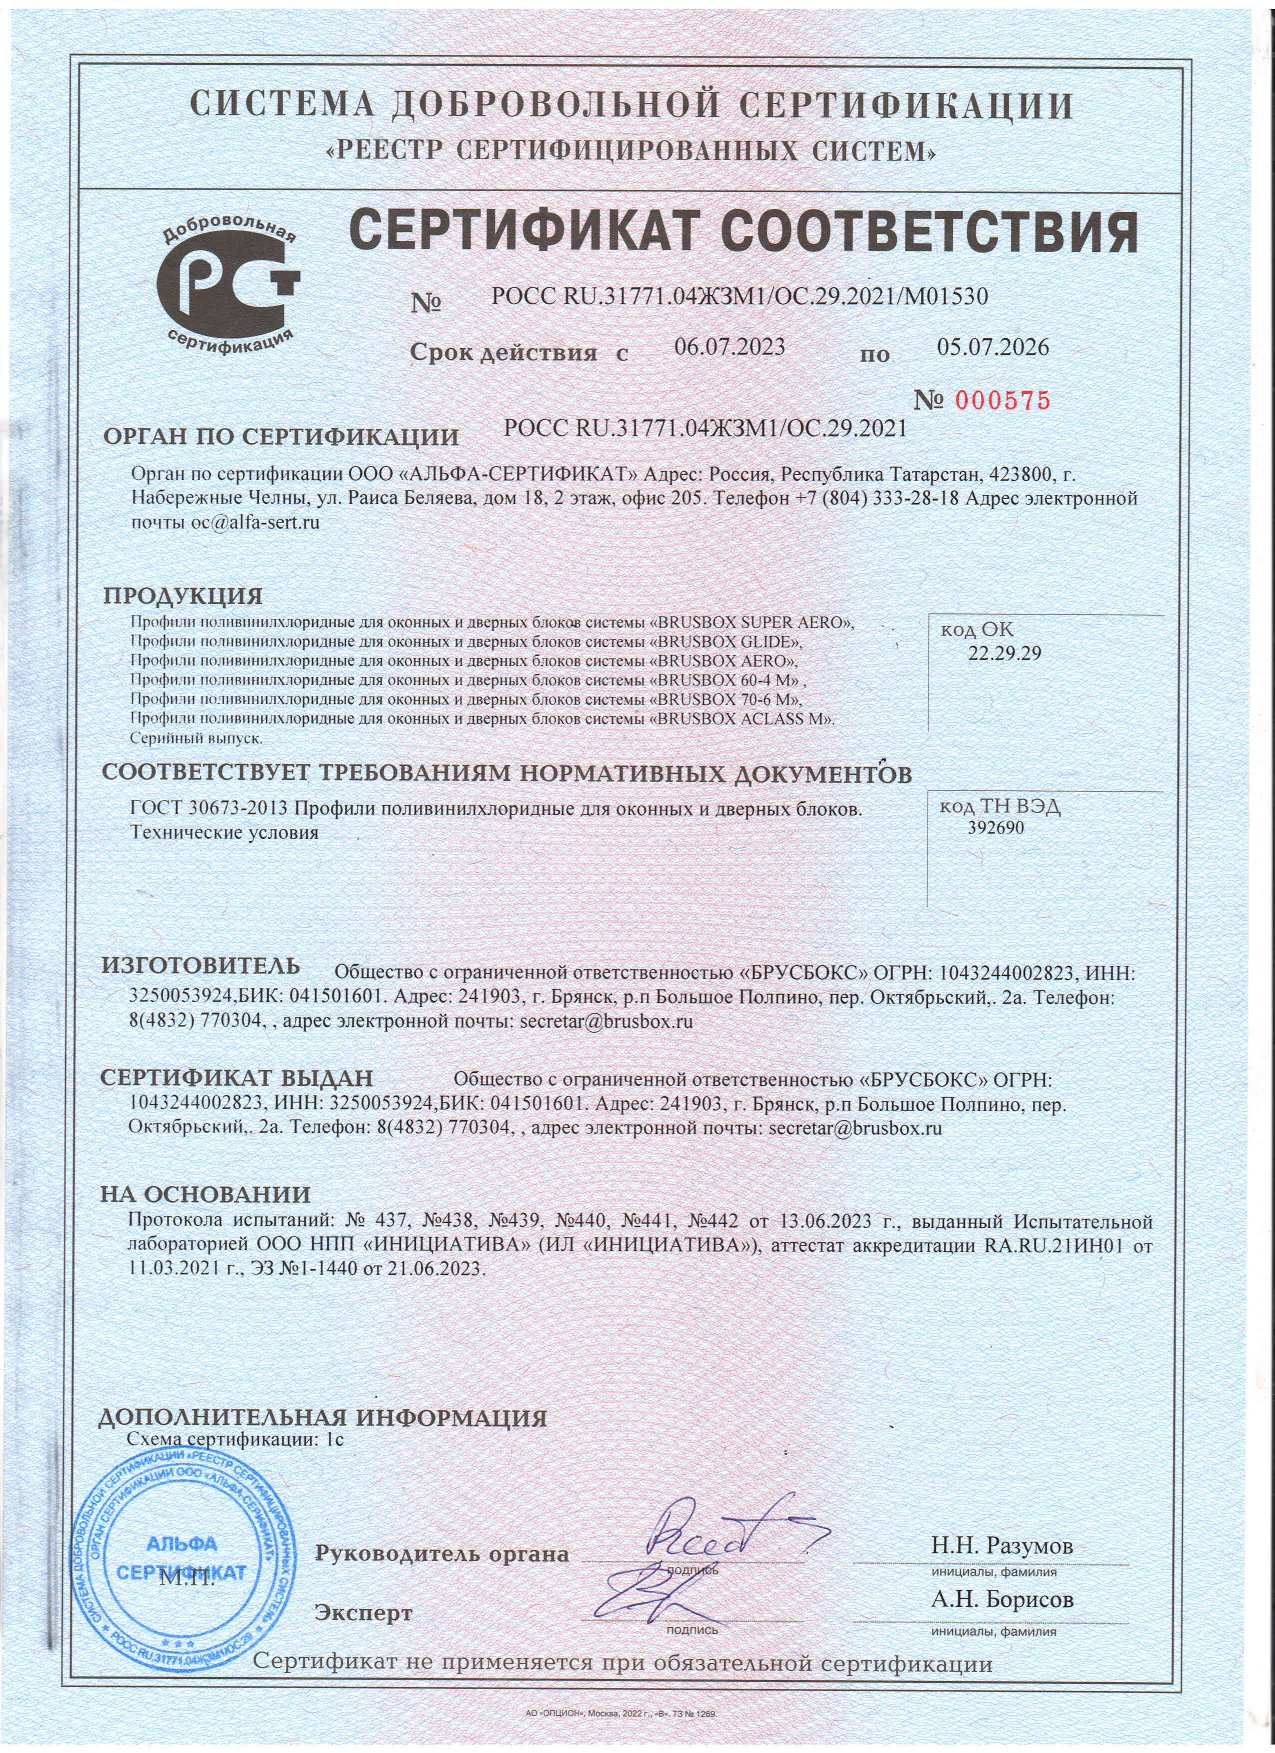 СИСТЕМА ДОБРОВОЛЬНОЙ СЕРТИФИКАЦИИ
«РЕЕСТР СЕРТИФИЦИРОВАННЫХ СИСТЕМ»
Добровольная
РСТ
сертификация
СЕРТИФИКАТ СООТВЕТСТВИЯ
№ РОСС RU.31771.04ЖЗМ1/ОС.29.2021/М01530
Срок действия с 06.07.2023 по 05.07.2026
№ 000575
ОРГАН ПО СЕРТИФИКАЦИИ РОСС RU.31771.04ЖЗМ1/ОС.29.2021
Орган по сертификации ООО «АЛЬФА-СЕРТИФИКАТ» Адрес: Россия, Республика Татарстан, 423800, г.
Набережные Челны, ул. Раиса Беляева, дом 18, 2 этаж, офис 205. Телефон +7 (804) 333-28-18 Адрес электронной
почты oc@alfa-sert.ru
ПРОДУКЦИЯ
Профили поливинилхлоридные для оконных и дверных блоков системы «BRUSBOX SUPER AERO»,
Профили поливинилхлоридные для оконных и дверных блоков системы «BRUSBOX GLIDE»,
Профили поливинилхлоридные для оконных и дверных блоков системы «BRUSBOX AERO»,
Профили поливинилхлоридные для оконных и дверных блоков системы «BRUSBOX 60-4 М» ,
Профили поливинилхлоридные для оконных и дверных блоков системы «BRUSBOX 70-6 М»,
Профили поливинилхлоридные для оконных и дверных блоков системы «BRUSBOX ACLASS М».
Серийный выпуск.
код ОК
22.29.29
СООТВЕТСТВУЕТ ТРЕБОВАНИЯМ НОРМАТИВНЫХ ДОКУМЕНТОВ
ГОСТ 30673-2013 Профили поливинилхлоридные для оконных и дверных блоков.
Технические условия
код ТН ВЭД
392690
ИЗГОТОВИТЕЛЬ Общество с ограниченной ответственностью «БРУСБОКС» ОГРН: 1043244002823, ИНН:
3250053924,БИК: 041501601. Адрес: 241903, г. Брянск, р.п Большое Полпино, пер. Октябрьский,. 2а. Телефон:
8(4832) 770304, , адрес электронной почты: secretar@brusbox.ru
СЕРТИФИКАТ ВЫДАН Общество с ограниченной ответственностью «БРУСБОКС» ОГРН:
1043244002823, ИНН: 3250053924,БИК: 041501601. Адрес: 241903, г. Брянск, р.п Большое Полпино, пер.
Октябрьский,. 2а. Телефон: 8(4832) 770304, , адрес электронной почты: secretar@brusbox.ru
НА ОСНОВАНИИ
Протокола испытаний: № 437, №438, №439, №440, №441, №442 от 13.06.2023 г., выданный Испытательной
лабораторией ООО НПП «ИНИЦИАТИВА» (ИЛ «ИНИЦИАТИВА»), аттестат аккредитации RA.RU.21ИН01 от
11.03.2021 г., ЭЗ №1-1440 от 21.06.2023.
ДОПОЛНИТЕЛЬНАЯ ИНФОРМАЦИЯ
Схема сертификации: 1с
СИСТЕМА ДОБРОВОЛЬНОЙ СЕРТИФИКАЦИИ «РЕЕСТР СЕРТИФИЦИРОВАННЫХ СИСТЕМ»
ОРГАН СЕРТИФИКАЦИИ ООО «АЛЬФА-СЕРИФИКАТ»
АЛЬФА
СЕРТИФИКАТ
М.П.
* * *
РОСС RU.31771.04ЖЗМ1/ОС.29
Руководитель органа
подпись
Н.Н. Разумов
инициалы, фамилия
Эксперт
подпись
А.Н. Борисов
инициалы, фамилия
Сертификат не применяется при обязательной сертификации
АО «ОПЦИОН», Москва, 2022 г., «В». ТЗ № 1269.